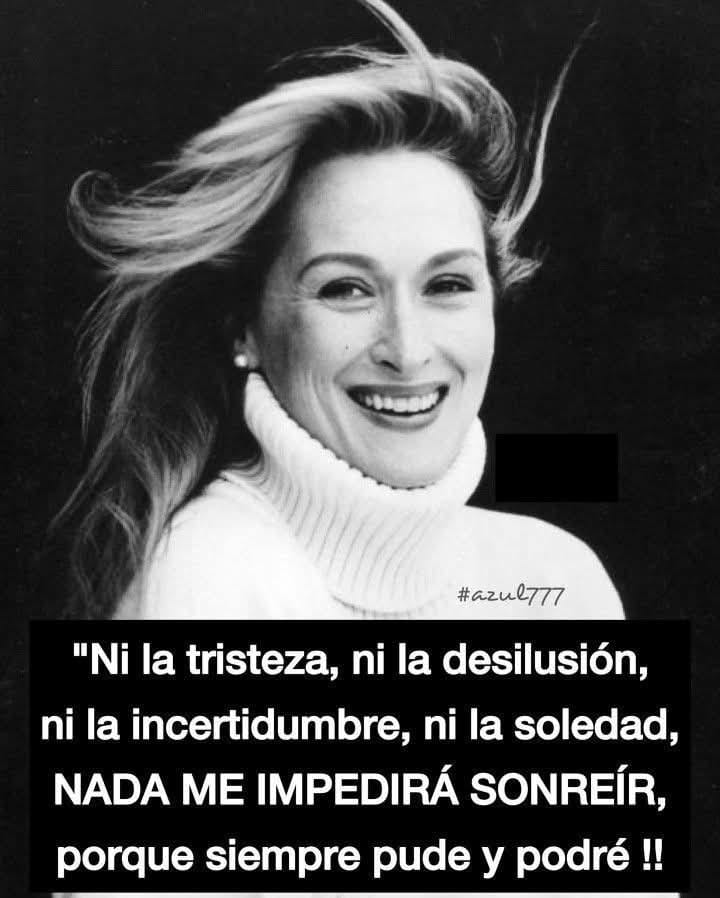 #azul777
"Ni la tristeza, ni la desilusión,
ni la incertidumbre, ni la soledad,
NADA ME IMPEDIRÁ SONREÍR,
porque siempre pude y podré !!